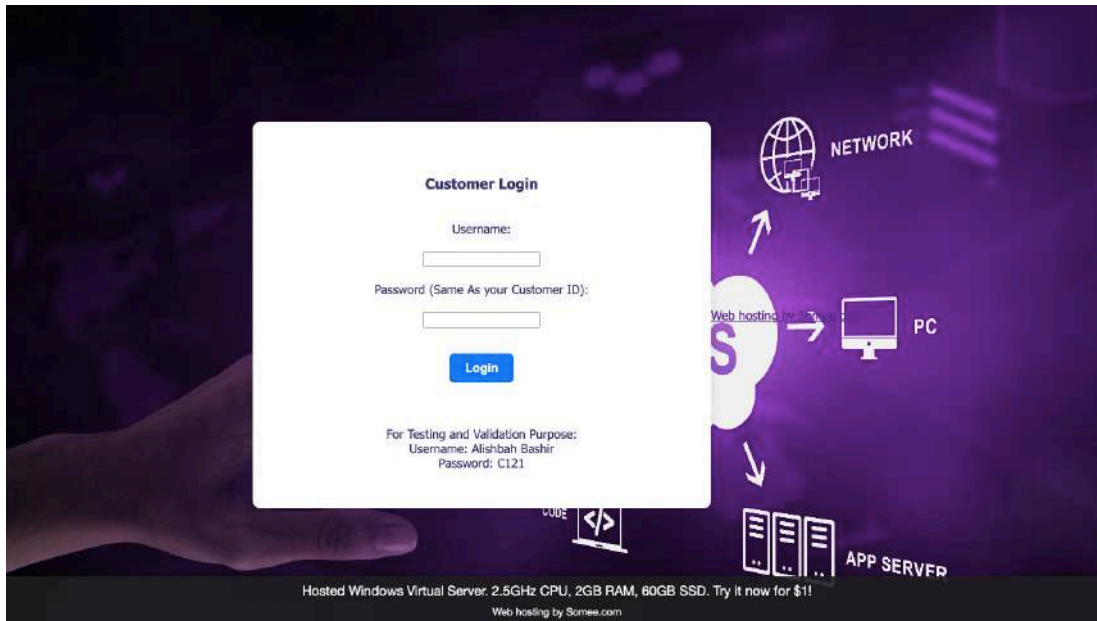 NETWORK
Customer Login
Username:
Password (Same As your Customer ID):
Web hosting by
S
PC
Login
For Testing and Validation Purpose:
Username: Alishbah Bashir
Password: C121
CODE
</>
APP SERVER
Hosted Windows Virtual Server. 2.5GHz CPU, 2GB RAM, 60GB SSD. Try it now for $1!
Web hosting by Somee.com